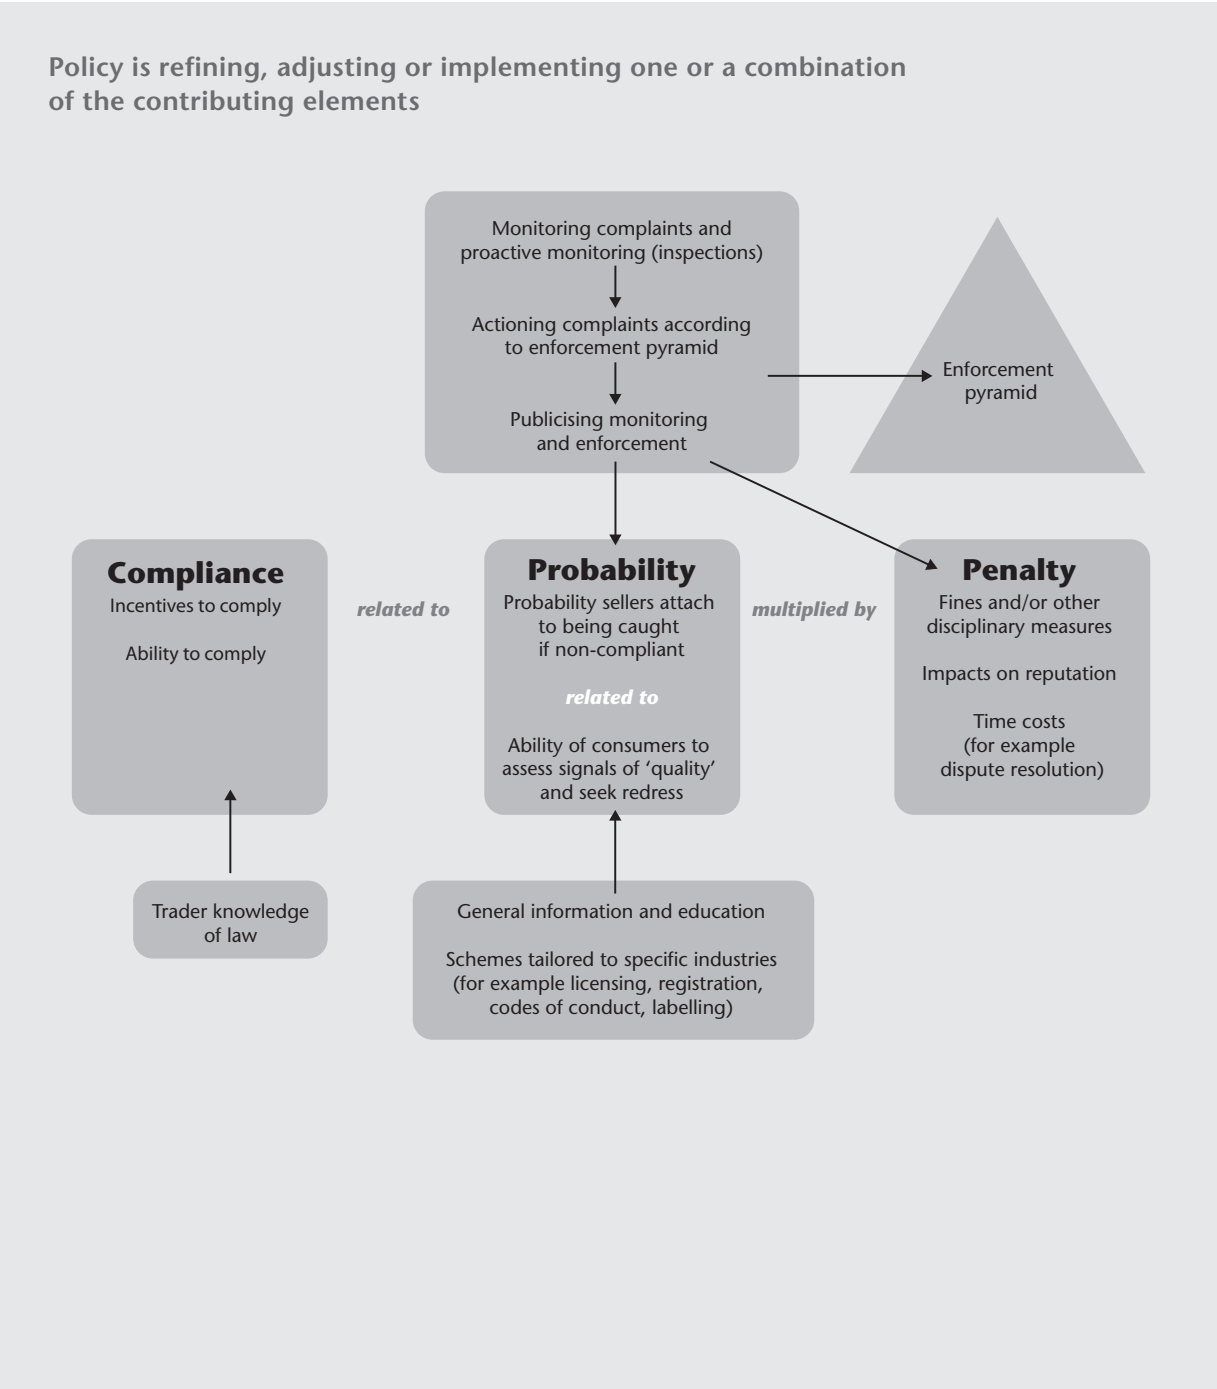 Policy is refining, adjusting or implementing one or a combination
of the contributing elements
Monitoring complaints and
proactive monitoring (inspections)
Actioning complaints according
to enforcement pyramid
Publicising monitoring
and enforcement
Enforcement
pyramid
Compliance
Incentives to comply
Ability to comply
related to
Probability
Probability sellers attach
to being caught
if non-compliant
related to
Ability of consumers to
assess signals of ‘quality’
and seek redress
multiplied by
Penalty
Fines and/or other
disciplinary measures
Impacts on reputation
Time costs
(for example
dispute resolution)
Trader knowledge
of law
General information and education
Schemes tailored to specific industries
(for example licensing, registration,
codes of conduct, labelling)